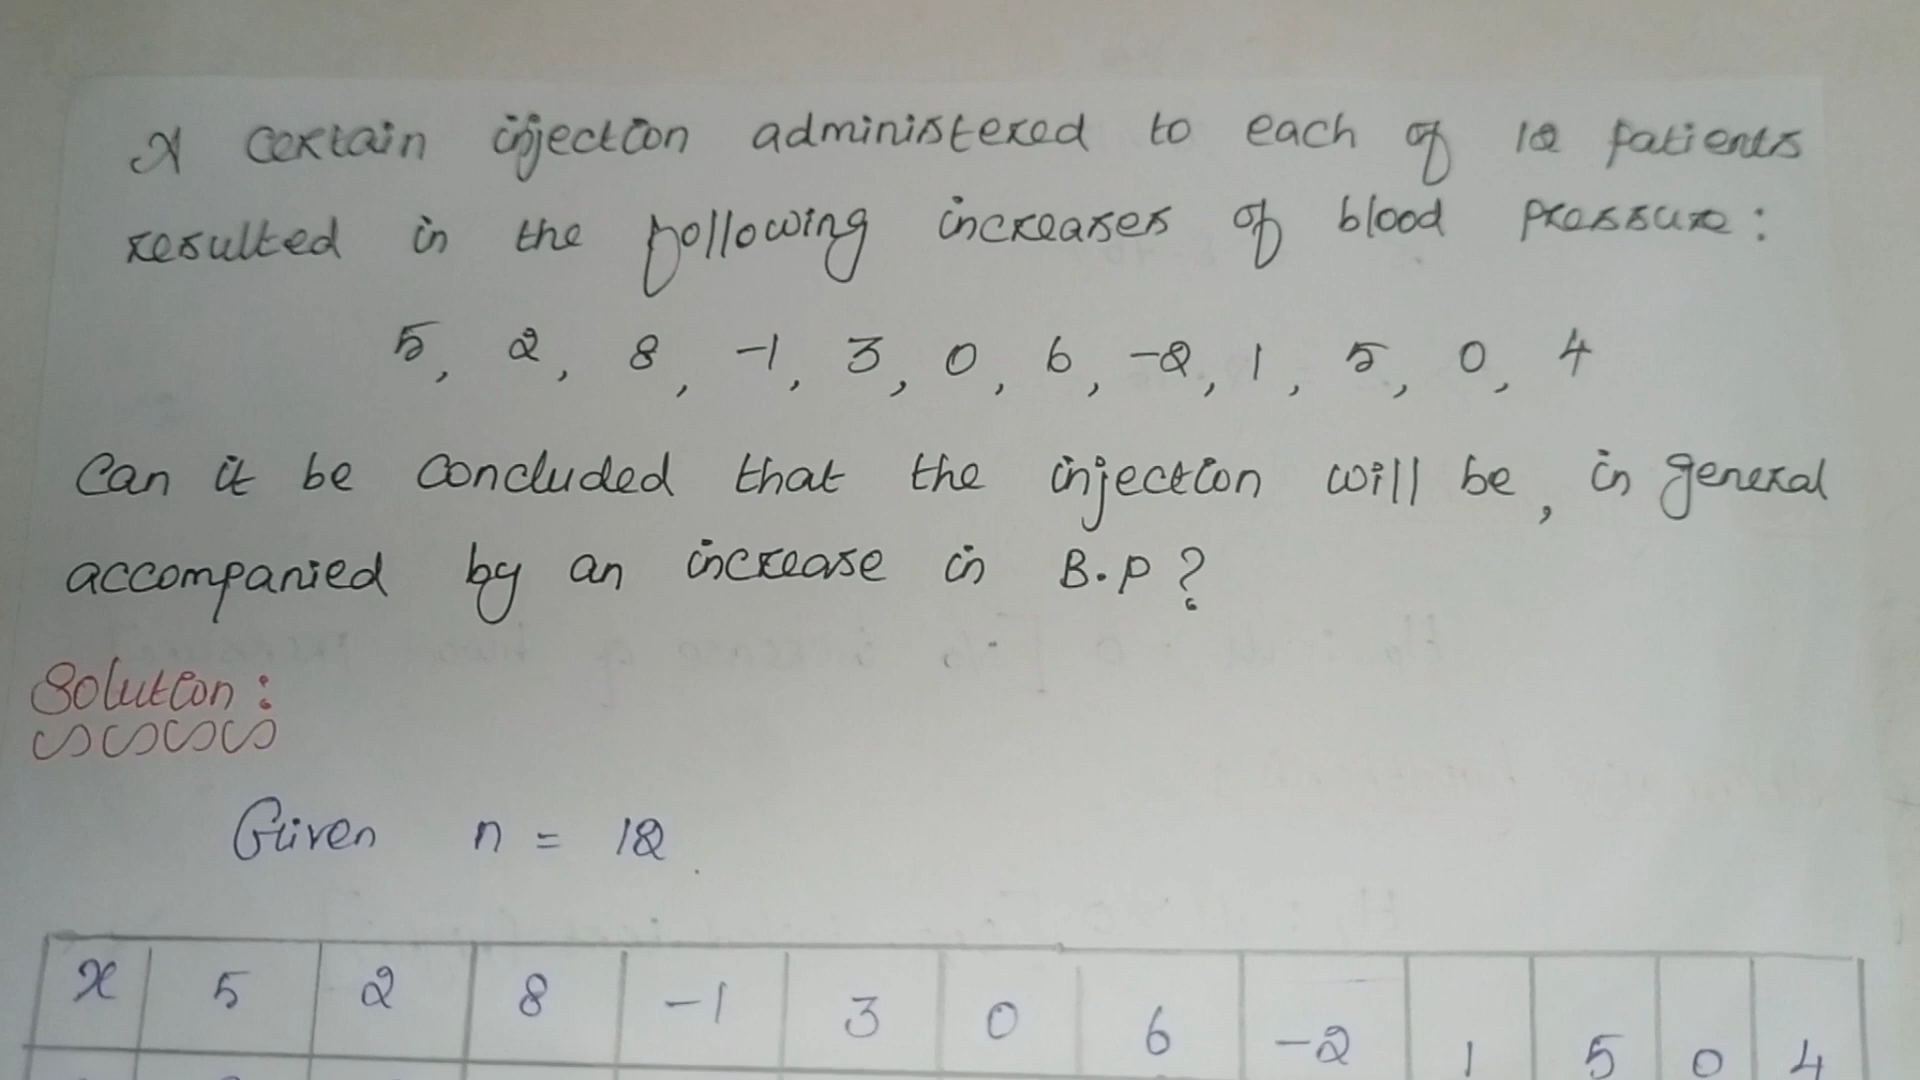 A certain injection administered to each of 12 patients
resulted in the following increases of blood pressure:
5, 2, 8, -1, 3, 0, 6, -2, 1, 5, 0, 4
Can it be concluded that the injection will be, in general
accompanied by an increase in B.P?
Solution:
Given n = 12
x 5 2 8 -1 3 0 6 -2 1 5 0 4